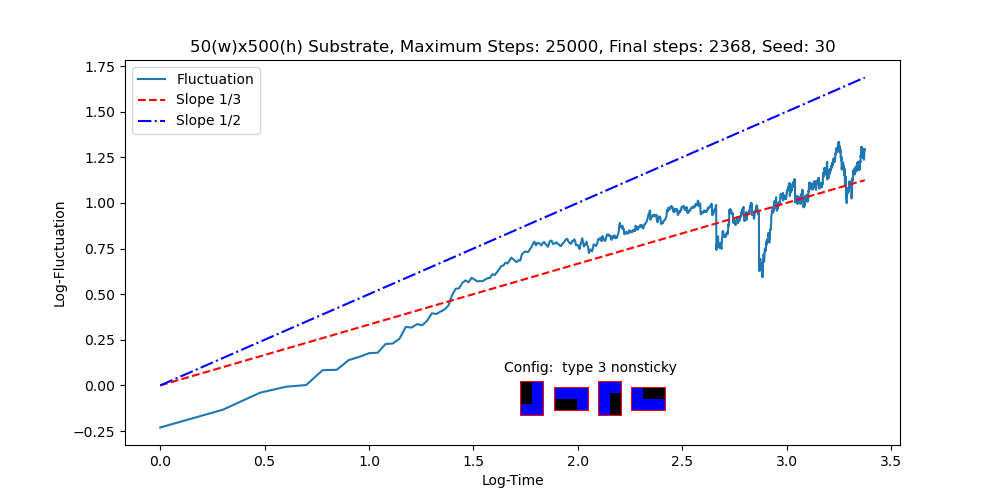 50(w)x500(h) Substrate, Maximum Steps: 25000, Final steps: 2368, Seed: 30
Fluctuation
Slope 1/3
Slope 1/2
Log-Fluctuation
1.75
1.50
1.25
1.00
0.75
0.50
0.25
0.00
−0.25
Config:  type 3 nonsticky
0.0 0.5 1.0 1.5 2.0 2.5 3.0 3.5
Log-Time